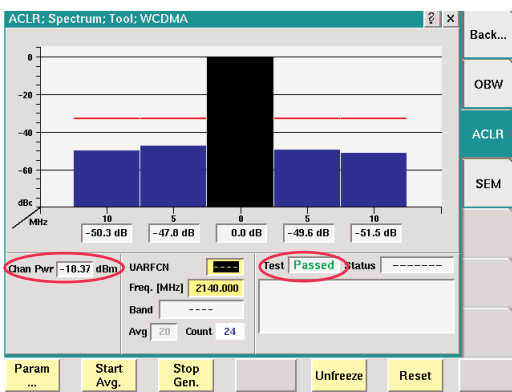 ACLR; Spectrum; Tool; WCDMA
? x
Back...
OBW
ACLR
SEM
0
-20
-40
-60
dBc
MHz
10 5 0 5 10
-50.3 dB -47.8 dB 0.0 dB -49.6 dB -51.5 dB
Chan Pwr -18.37 dBm
UARFCN ----
Freq. [MHz] 2140.000
Band ----
Avg 20 Count 24
Test Passed Status -------
Param ...
Start Avg.
Stop Gen.
Unfreeze
Reset